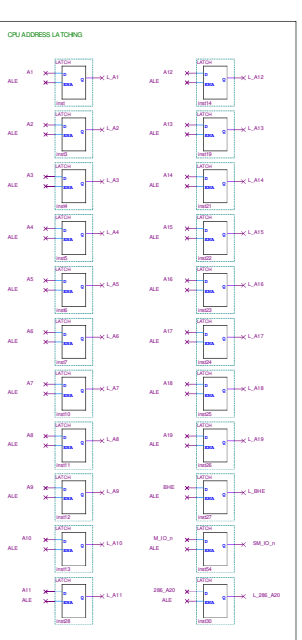 CPU ADDRESS LATCHING
LATCH
A1 D Q L_A1
ALE ENA
inst
LATCH
A2 D Q L_A2
ALE ENA
inst3
LATCH
A3 D Q L_A3
ALE ENA
inst4
LATCH
A4 D Q L_A4
ALE ENA
inst5
LATCH
A5 D Q L_A5
ALE ENA
inst6
LATCH
A6 D Q L_A6
ALE ENA
inst7
LATCH
A7 D Q L_A7
ALE ENA
inst10
LATCH
A8 D Q L_A8
ALE ENA
inst11
LATCH
A9 D Q L_A9
ALE ENA
inst12
LATCH
A10 D Q L_A10
ALE ENA
inst13
LATCH
A11 D Q L_A11
ALE ENA
inst28
LATCH
A12 D Q L_A12
ALE ENA
inst14
LATCH
A13 D Q L_A13
ALE ENA
inst19
LATCH
A14 D Q L_A14
ALE ENA
inst21
LATCH
A15 D Q L_A15
ALE ENA
inst22
LATCH
A16 D Q L_A16
ALE ENA
inst23
LATCH
A17 D Q L_A17
ALE ENA
inst24
LATCH
A18 D Q L_A18
ALE ENA
inst25
LATCH
A19 D Q L_A19
ALE ENA
inst26
LATCH
BHE D Q L_BHE
ALE ENA
inst27
LATCH
M_IO_n D Q SM_IO_n
ALE ENA
inst54
LATCH
286_A20 D Q L_286_A20
ALE ENA
inst30